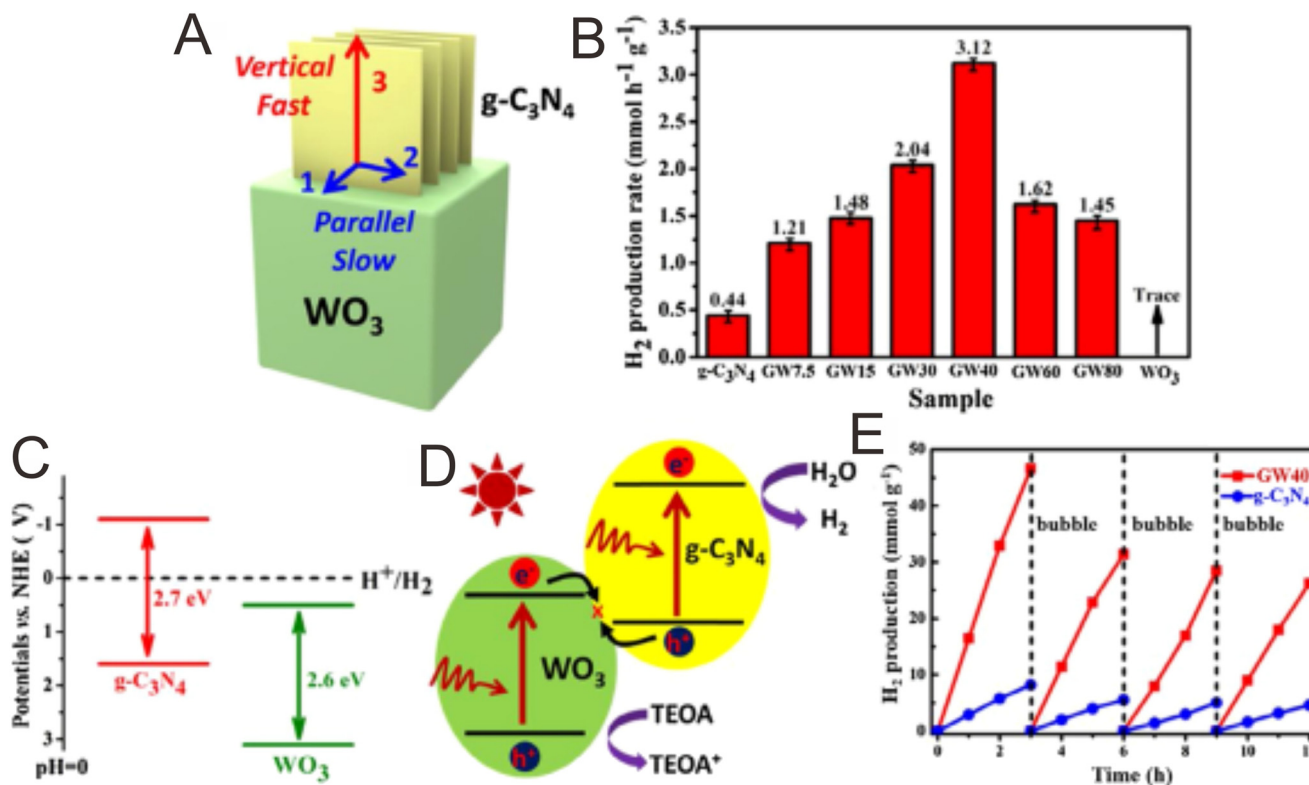 A
Vertical
Fast
3
g-C₃N₄
1
2
Parallel
Slow
WO₃
B
H₂ production rate (mmol h⁻¹ g⁻¹)
3.5
3.0
2.5
2.0
1.5
1.0
0.5
0.0
0.44
1.21
1.48
2.04
3.12
1.62
1.45
Trace
g-C₃N₄ GW7.5 GW15 GW30 GW40 GW60 GW80 WO₃
Sample
C
Potentials vs. NHE ( V)
-1
0
1
2
3
pH=0
H⁺/H₂
2.7 eV
g-C₃N₄
2.6 eV
WO₃
D
e⁻
H₂O
H₂
g-C₃N₄
e⁻
x
h⁺
WO₃
TEOA
h⁺
TEOA⁺
E
H₂ production (mmol g⁻¹)
50
40
30
20
10
0
GW40
g-C₃N₄
bubble bubble bubble
0 2 4 6 8 10
Time (h)